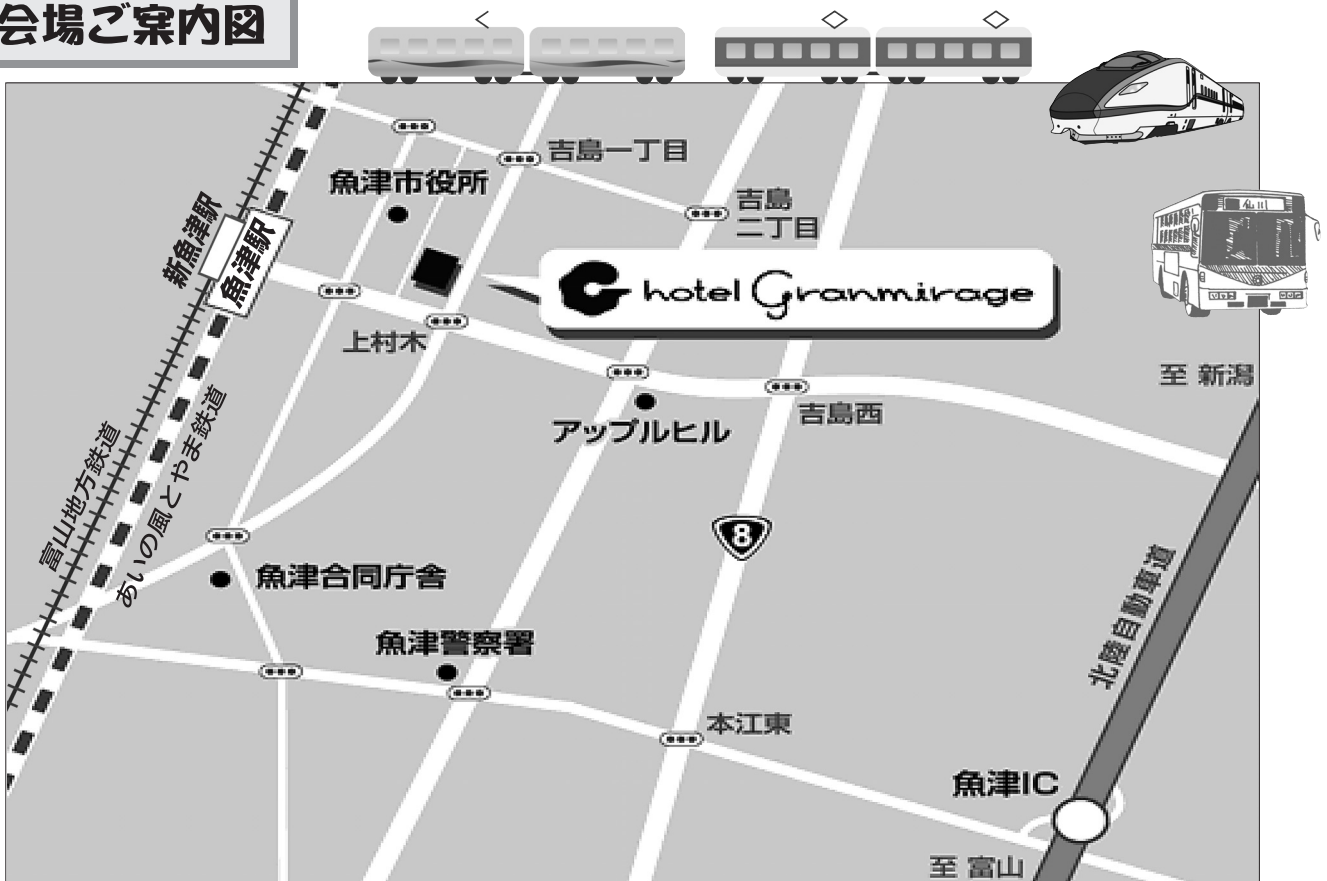 会場ご案内図
吉島一丁目
魚津市役所
吉島
二丁目
新魚津駅
魚津駅
G hotel Granmirage
上村木
至 新潟
吉島西
アップルヒル
富山地方鉄道
あいの風とやま鉄道
8
魚津合同庁舎
北陸自動車道
魚津警察署
本江東
魚津IC
至 富山